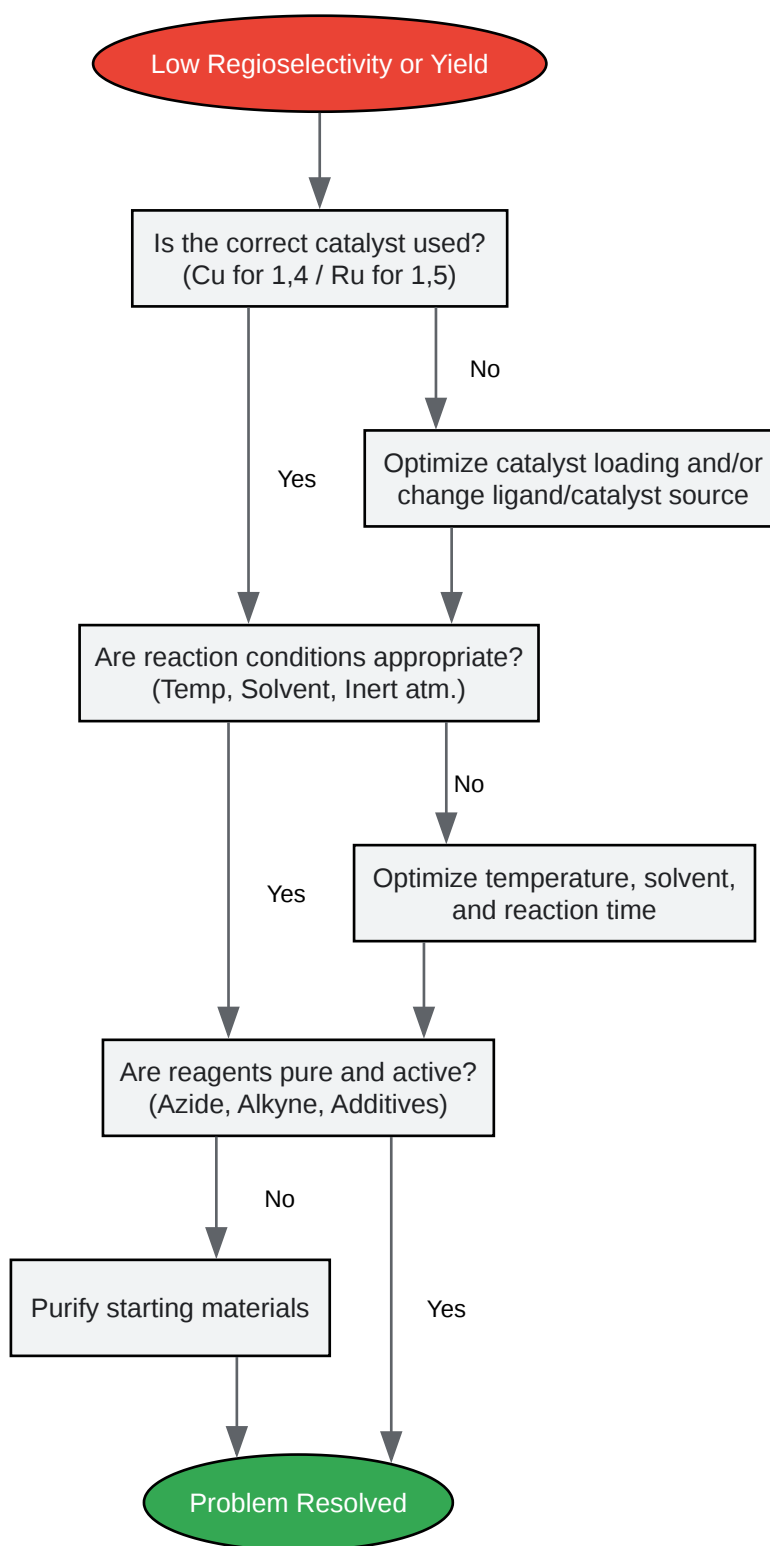 Low Regioselectivity or Yield
Is the correct catalyst used?
(Cu for 1,4 / Ru for 1,5)
No
Optimize catalyst loading and/or
change ligand/catalyst source
Yes
Are reaction conditions appropriate?
(Temp, Solvent, Inert atm.)
No
Optimize temperature, solvent,
and reaction time
Yes
Are reagents pure and active?
(Azide, Alkyne, Additives)
No
Purify starting materials
Yes
Problem Resolved